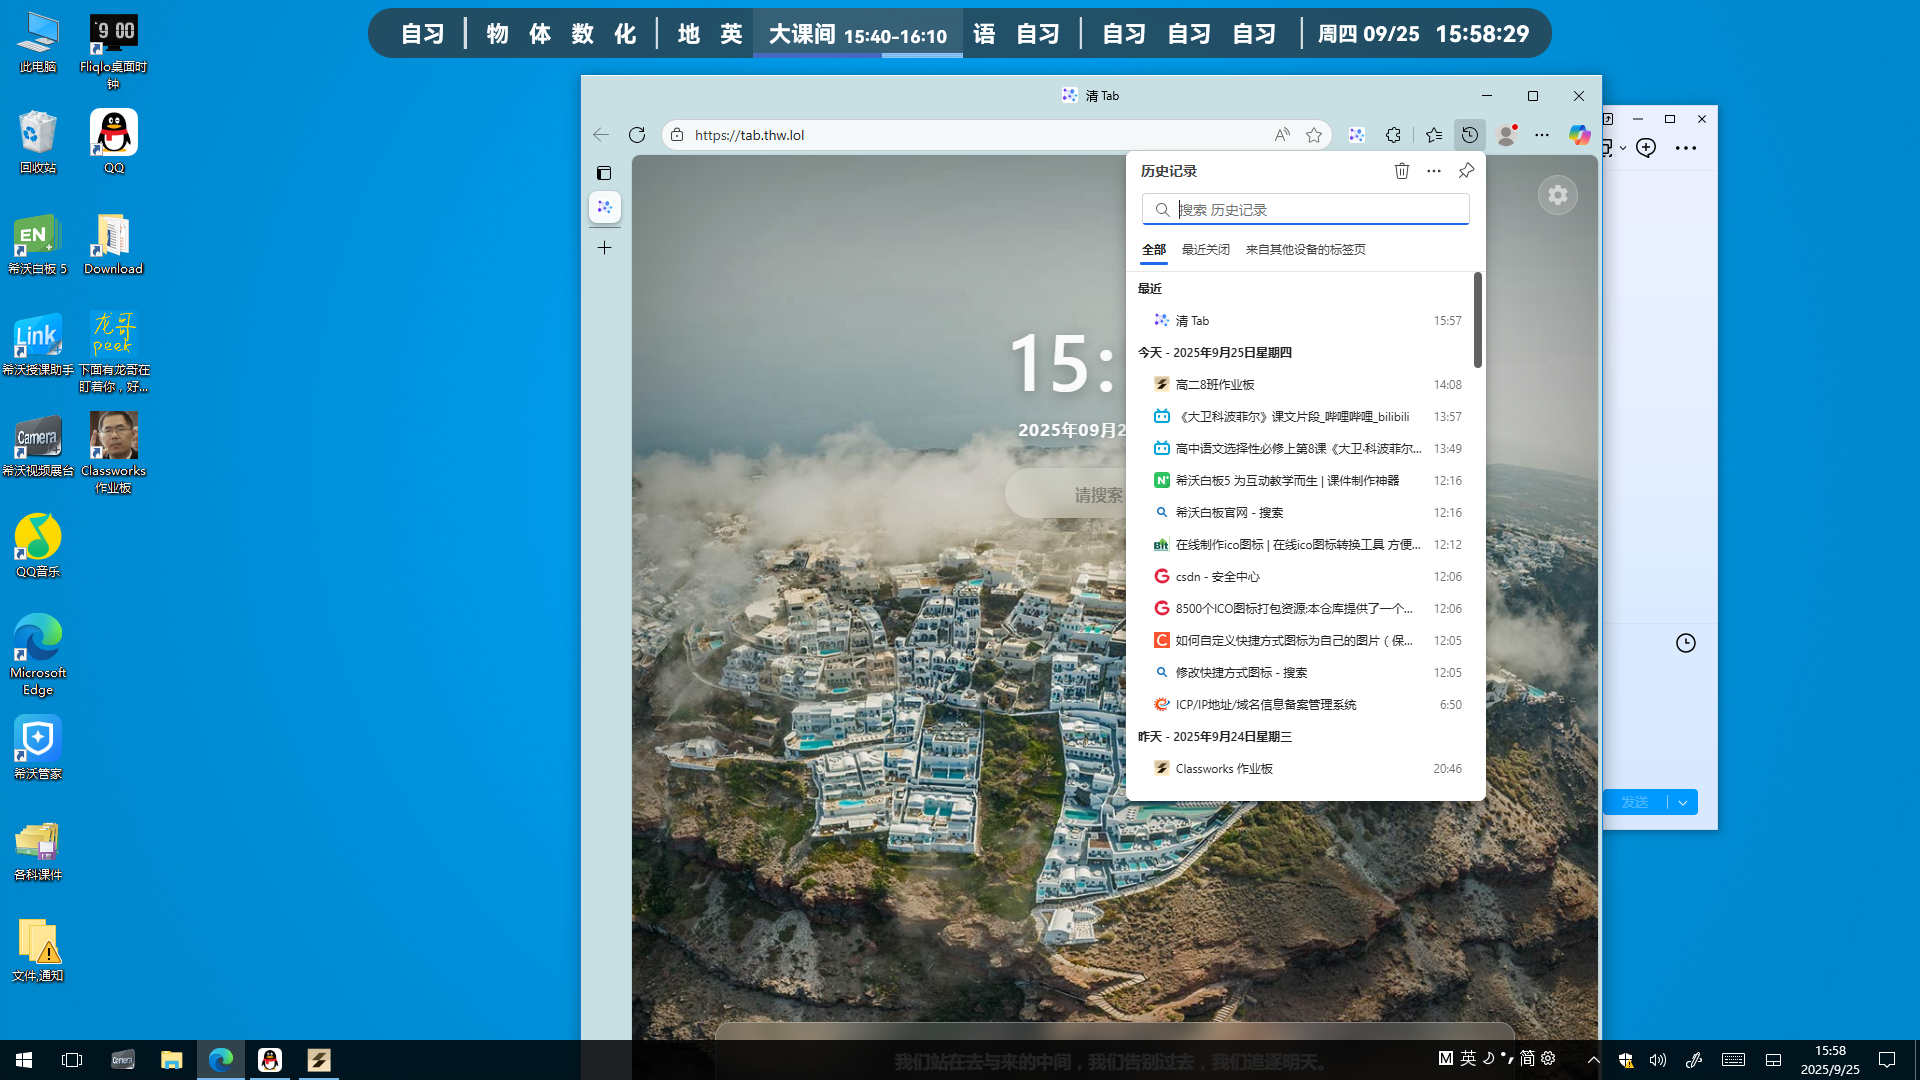 自习 物 体 数 化 地 英 大课间 15:40-16:10 语 自习 自习 自习 自习 周四 09/25 15:58:29
此电脑
Fliqlo桌面时钟
回收站
QQ
希沃白板 5
Download
希沃授课助手
下面有龙哥在盯着你，好...
希沃视频展台
Classworks 作业板
QQ音乐
Microsoft Edge
希沃管家
各科课件
文件,通知
清 Tab
https://tab.thw.lol
历史记录
搜索 历史记录
全部 最近关闭 来自其他设备的标签页
最近
清 Tab 15:57
今天 - 2025年9月25日星期四
高二8班作业板 14:08
《大卫科波菲尔》课文片段_哔哩哔哩_bilibili 13:57
高中语文选择性必修上第8课《大卫·科波菲尔... 13:49
希沃白板5 为互动教学而生 | 课件制作神器 12:16
希沃白板官网 - 搜索 12:16
在线制作ico图标 | 在线ico图标转换工具 方便... 12:12
csdn - 安全中心 12:06
8500个ICO图标打包资源:本仓库提供了一个... 12:06
如何自定义快捷方式图标为自己的图片（保... 12:05
修改快捷方式图标 - 搜索 12:05
ICP/IP地址/域名信息备案管理系统 6:50
昨天 - 2025年9月24日星期三
Classworks 作业板 20:46
15:
2025年09月2
请搜索
我们站在去与来的中间，我们告别过去，我们追逐明天。
发送
英 简
15:58
2025/9/25
9 00
EN
Link
龙哥
peek
Camera